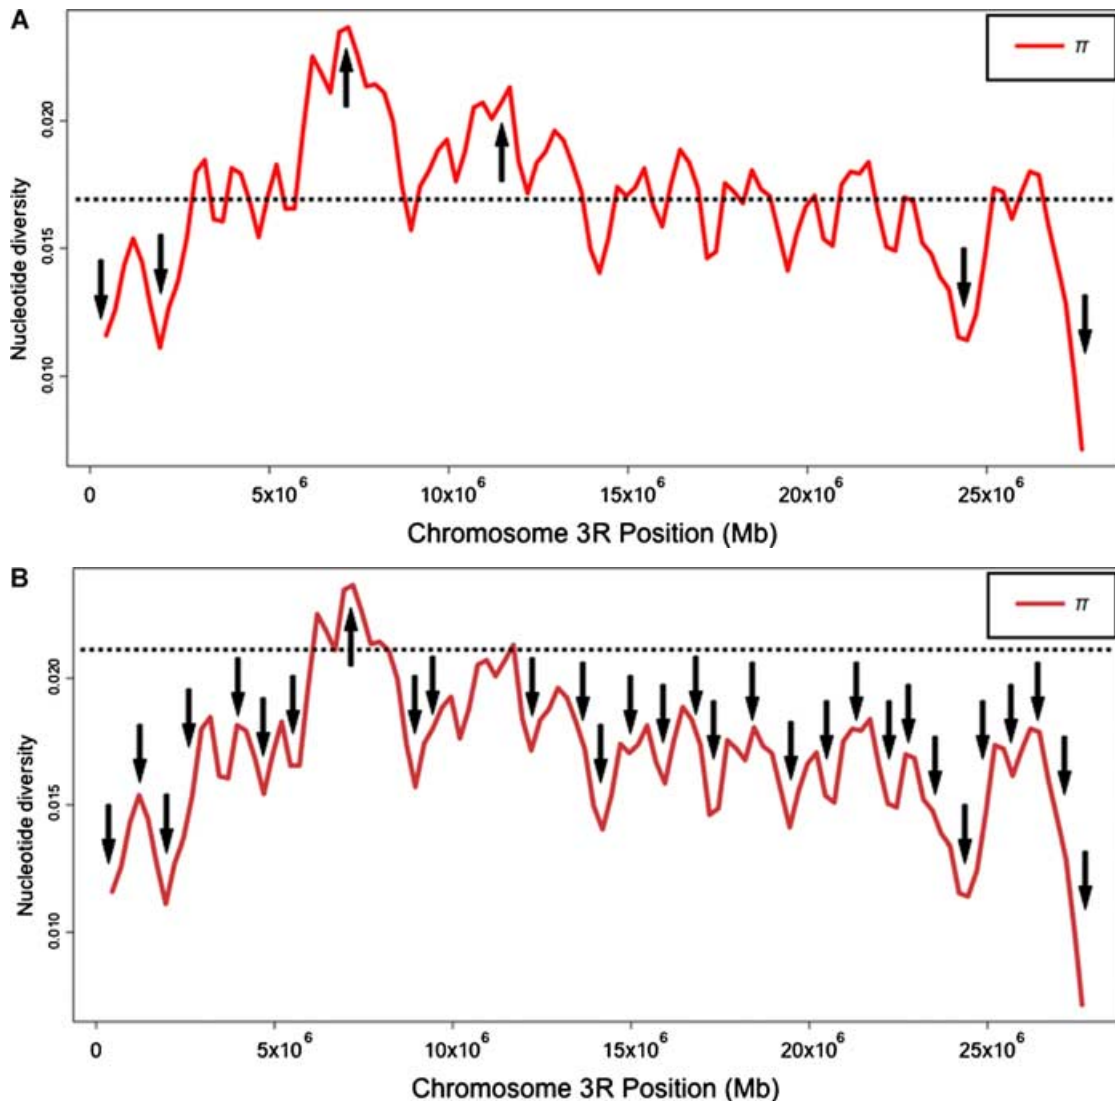 A
π
0.020
0.015
0.010
Nucleotide diversity
0 5x10⁶ 10x10⁶ 15x10⁶ 20x10⁶ 25x10⁶
Chromosome 3R Position (Mb)
B
π
0.020
0.015
0.010
Nucleotide diversity
0 5x10⁶ 10x10⁶ 15x10⁶ 20x10⁶ 25x10⁶
Chromosome 3R Position (Mb)